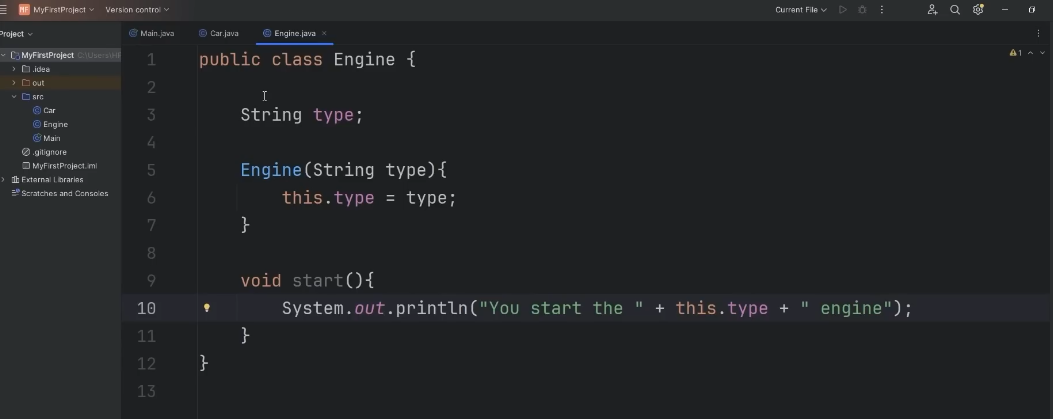 MF MyFirstProject Version control Current File
Project
Main.java Car.java Engine.java
MyFirstProject C:\Users\
.idea
out
src
Car
Engine
Main
.gitignore
MyFirstProject.iml
External Libraries
Scratches and Consoles
1
1 public class Engine {
2
3 String type;
4
5 Engine(String type){
6 this.type = type;
7 }
8
9 void start(){
10 System.out.println("You start the " + this.type + " engine");
11 }
12 }
13